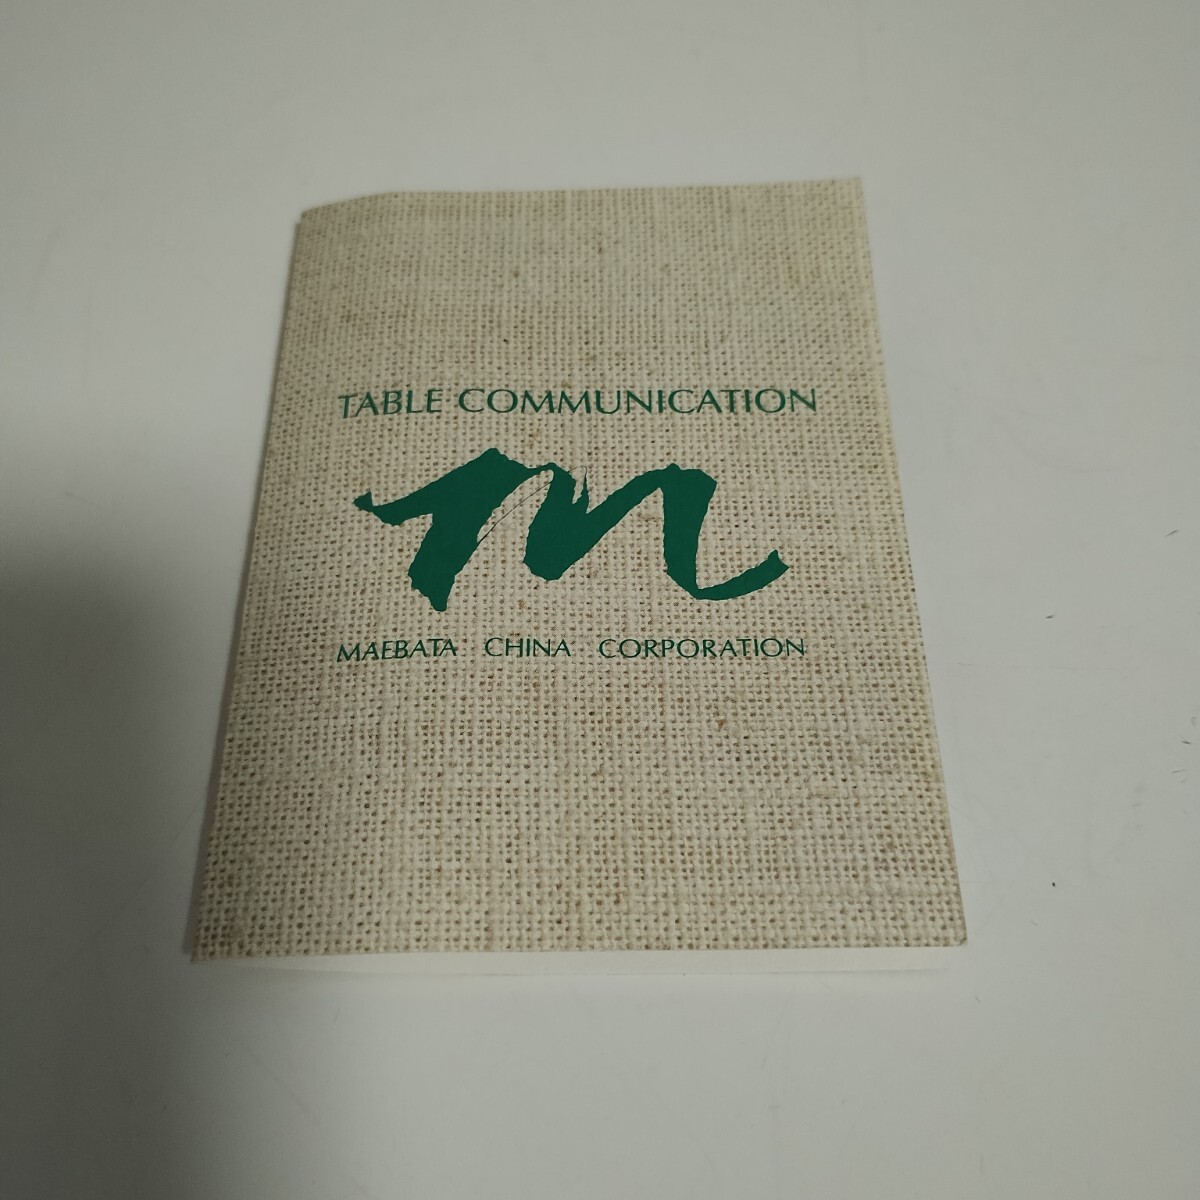 TABLE COMMUNICATION
m
MAEBATA CHINA CORPORATION